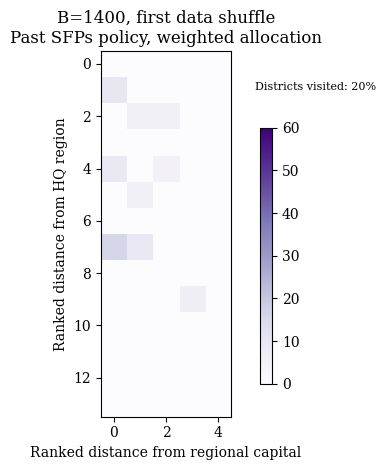 B=1400, first data shuffle
Past SFPs policy, weighted allocation
Districts visited: 20%
Ranked distance from HQ region
0
2
4
6
8
10
12
0 2 4
Ranked distance from regional capital
60
50
40
30
20
10
0